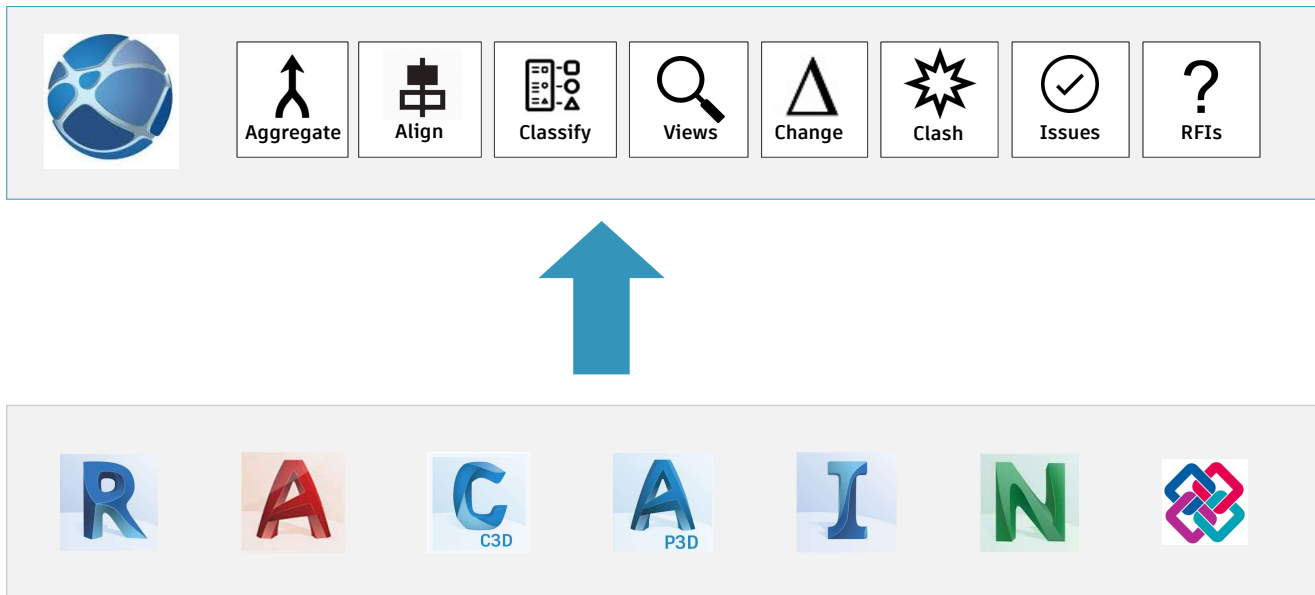 Aggregate
Align
Classify
Views
Change
Clash
Issues
?
RFIs
R
A
C
C3D
A
P3D
I
N